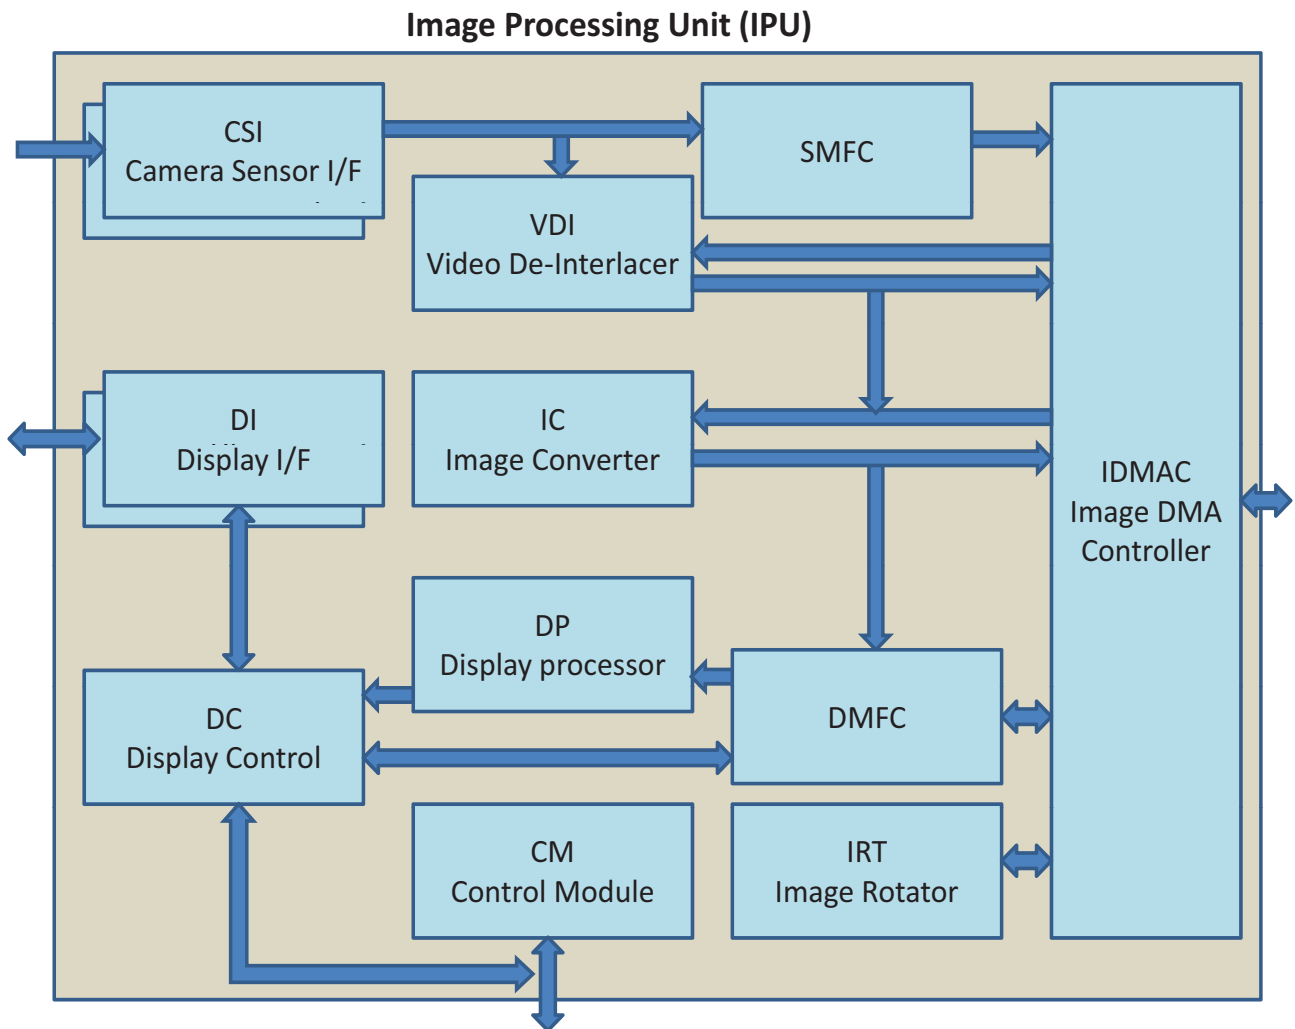 Image Processing Unit (IPU)
CSI
Camera Sensor I/F
SMFC
VDI
Video De-Interlacer
DI
Display I/F
IC
Image Converter
IDMAC
Image DMA
Controller
DP
Display processor
DC
Display Control
DMFC
CM
Control Module
IRT
Image Rotator